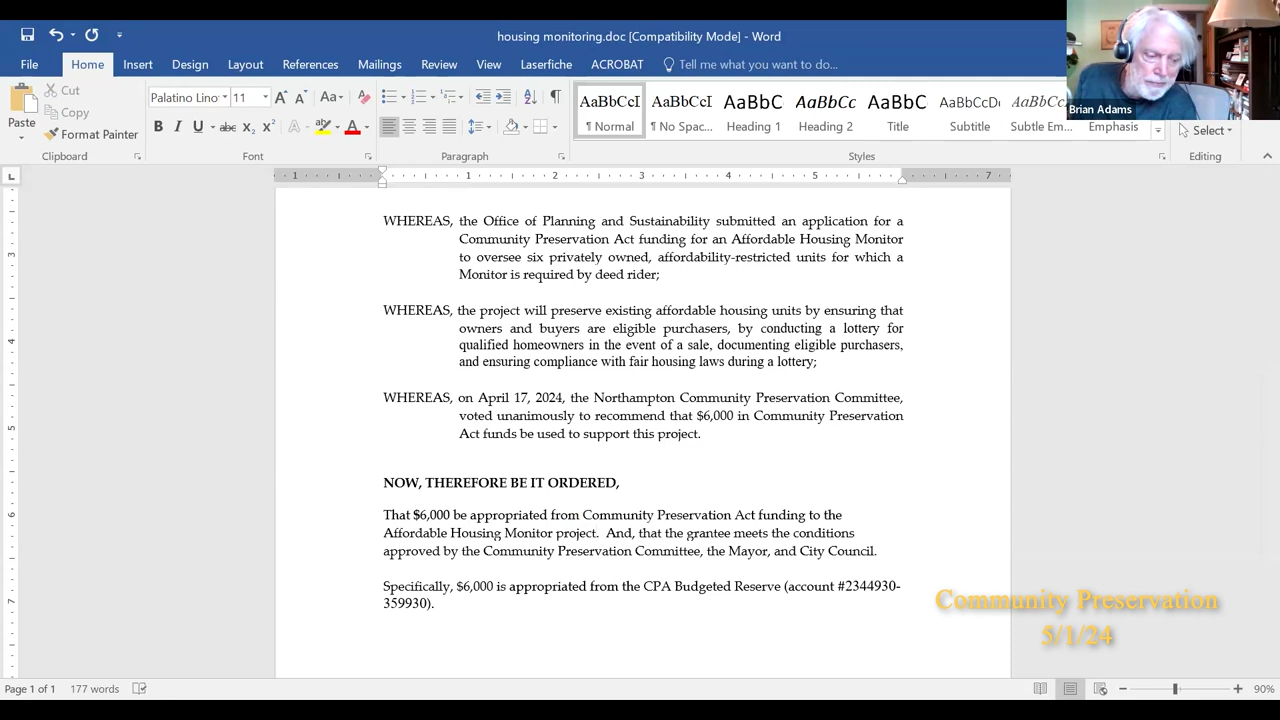 housing monitoring.doc [Compatibility Mode] - Word
File Home Insert Design Layout References Mailings Review View Laserfiche ACROBAT Tell me what you want to do...
Paste
Cut
Copy
Format Painter
Clipboard
Palatino Lino 11
Font
Paragraph
AaBbCcI AaBbCcI AaBbC AaBbCc AaBbC AaBbCcD AaBbCc
¶ Normal ¶ No Spac... Heading 1 Heading 2 Title Subtitle Subtle Em... Emphasis
Styles
Select
Editing
Brian Adams
1 1 2 3 4 5 7
3
4
5
6
7
WHEREAS, the Office of Planning and Sustainability submitted an application for a
Community Preservation Act funding for an Affordable Housing Monitor
to oversee six privately owned, affordability-restricted units for which a
Monitor is required by deed rider;
WHEREAS, the project will preserve existing affordable housing units by ensuring that
owners and buyers are eligible purchasers, by conducting a lottery for
qualified homeowners in the event of a sale, documenting eligible purchasers,
and ensuring compliance with fair housing laws during a lottery;
WHEREAS, on April 17, 2024, the Northampton Community Preservation Committee,
voted unanimously to recommend that $6,000 in Community Preservation
Act funds be used to support this project.
NOW, THEREFORE BE IT ORDERED,
That $6,000 be appropriated from Community Preservation Act funding to the
Affordable Housing Monitor project. And, that the grantee meets the conditions
approved by the Community Preservation Committee, the Mayor, and City Council.
Specifically, $6,000 is appropriated from the CPA Budgeted Reserve (account #2344930-
359930).
Community Preservation
5/1/24
Page 1 of 1 177 words 90%